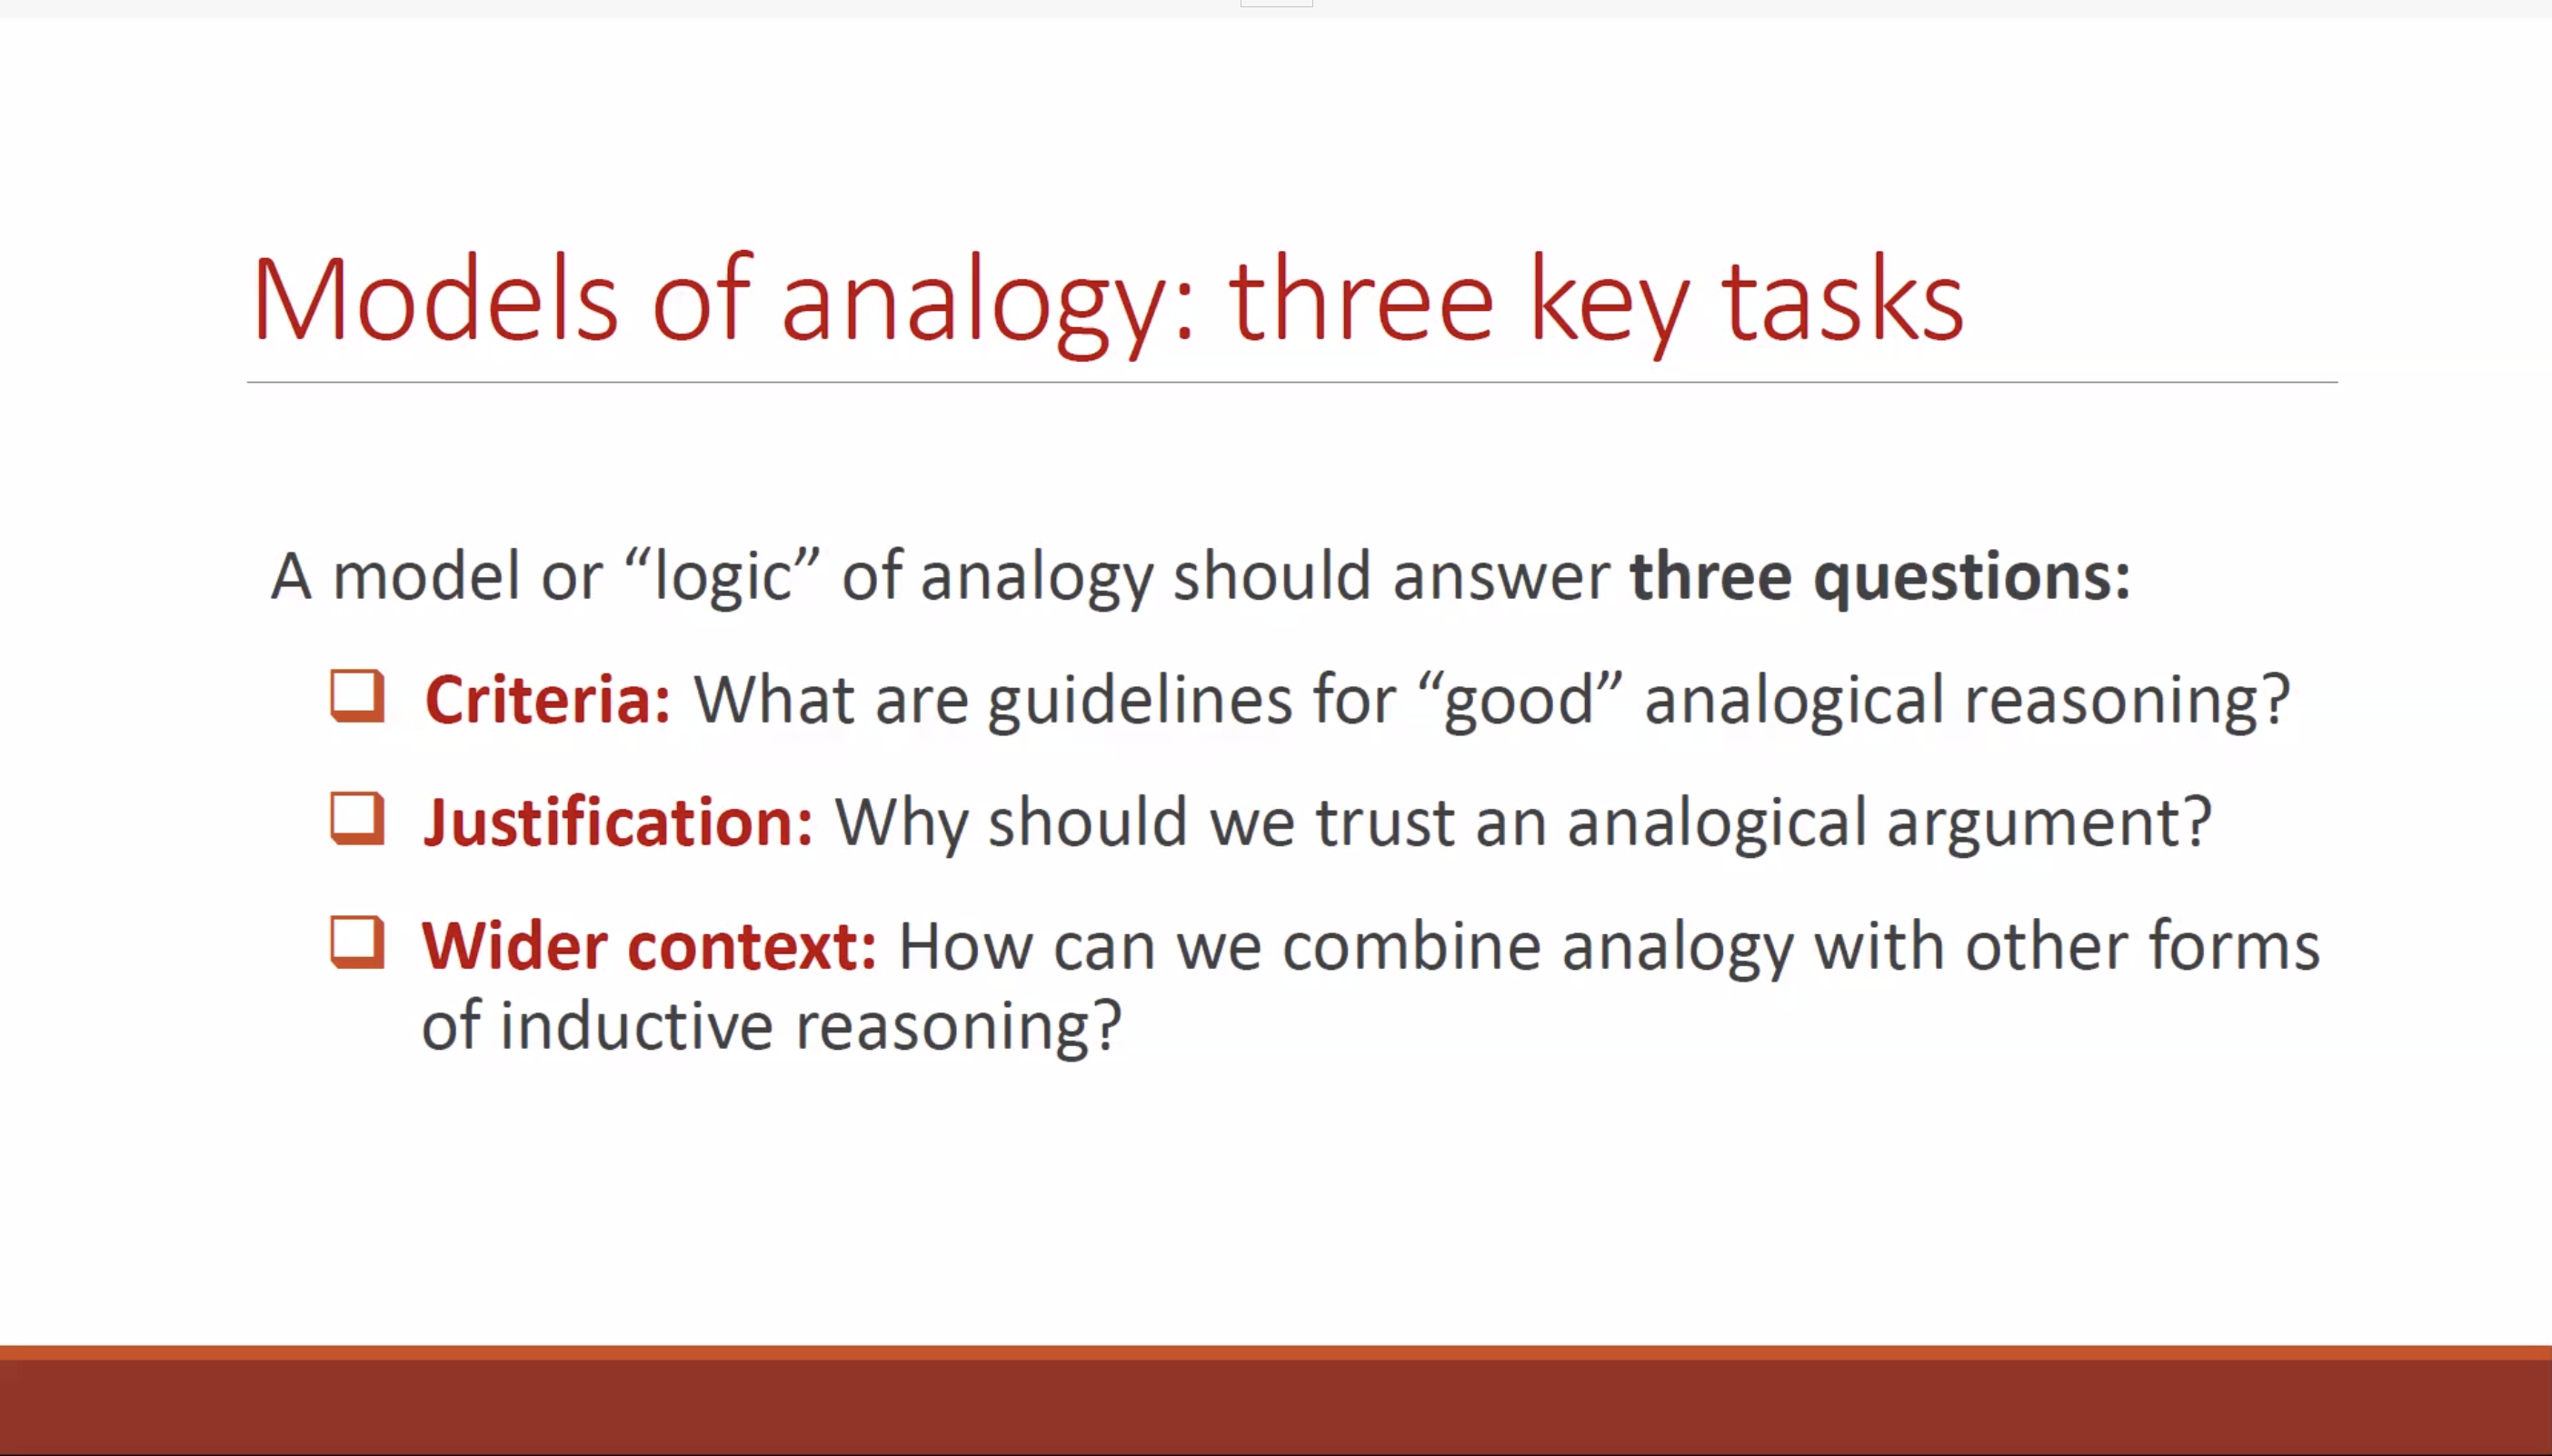 Models of analogy: three key tasks
A model or “logic” of analogy should answer three questions:
Criteria: What are guidelines for “good” analogical reasoning?
Justification: Why should we trust an analogical argument?
Wider context: How can we combine analogy with other forms
of inductive reasoning?